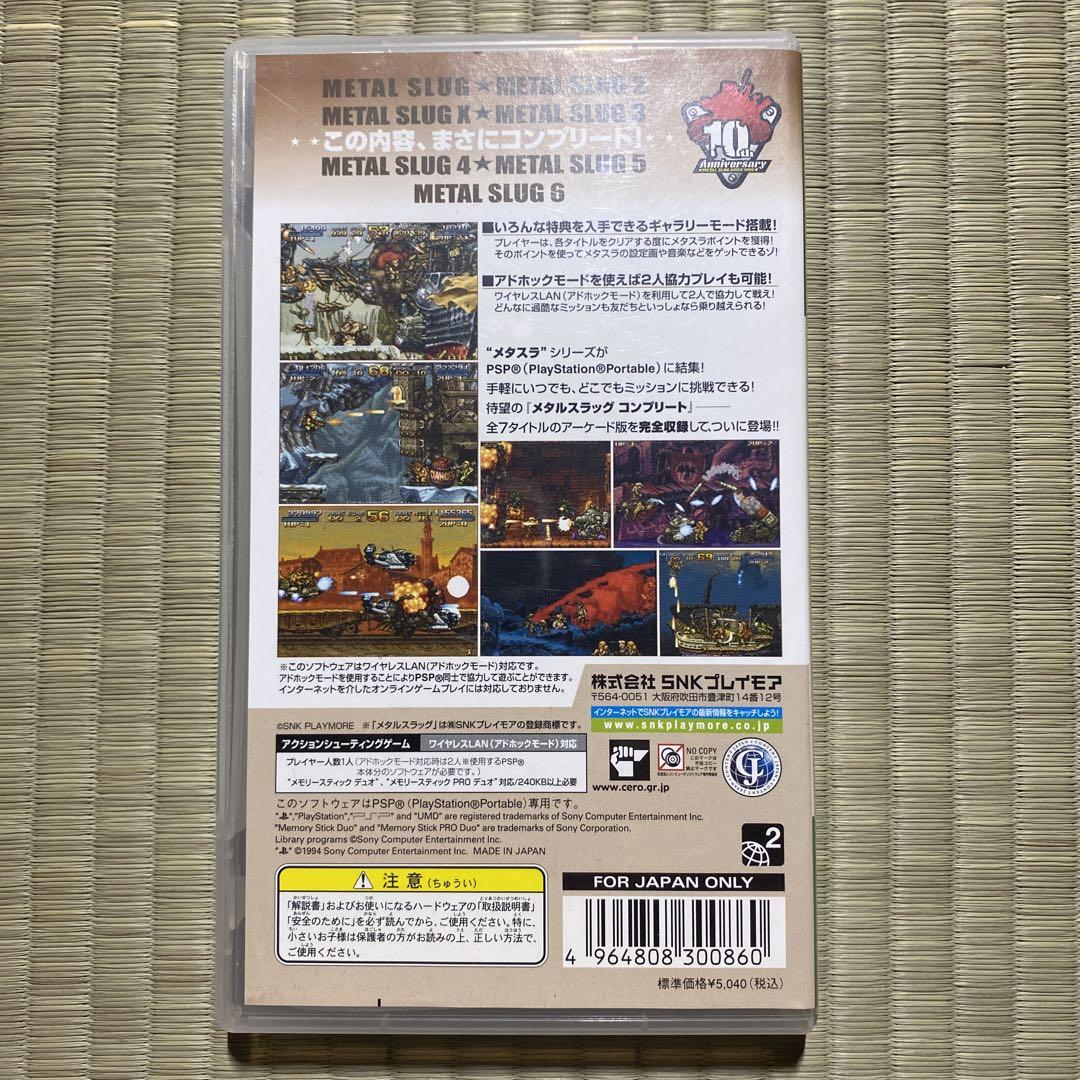 METAL SLUG★METAL SLUG 2
METAL SLUG X★METAL SLUG 3
★★この内容、まさにコンプリート!★★
METAL SLUG 4★METAL SLUG 5
METAL SLUG 6
10th
Anniversary
■いろんな特典を入手できるギャラリーモード搭載!
プレイヤーは、各タイトルをクリアする度にメタスラポイントを獲得!
そのポイントを使ってメタスラの設定画や音楽などをゲットできるゾ!
■アドホックモードを使えば2人協力プレイも可能!
ワイヤレスLAN(アドホックモード)を利用して2人で協力して戦え!
どんなに過酷なミッションも友だちといっしょなら乗り越えられる!
"メタスラ"シリーズが
PSP®(PlayStation®Portable)に結集!
手軽にいつでも、どこでもミッションに挑戦できる!
待望の『メタルスラッグ コンプリート』――
全7タイトルのアーケード版を完全収録して、ついに登場!!
※このソフトウェアはワイヤレスLAN(アドホックモード)対応です。
アドホックモードを使用することによりPSP®同士で協力して遊ぶことができます。
インターネットを介したオンラインゲームプレイには対応しておりません。
株式会社 SNKプレイモア
〒564-0051 大阪府吹田市豊津町14番12号
インターネットでSNKプレイモアの最新情報をキャッチしよう!
www.snkplaymore.co.jp
©SNK PLAYMORE ※「メタルスラッグ」は㈱SNKプレイモアの登録商標です。
アクションシューティングゲーム ワイヤレスLAN(アドホックモード)対応
プレイヤー人数1人(アドホックモード対応時は2人※使用するPSP®
本体分のソフトウェアが必要です。)
"メモリースティック デュオ"、"メモリースティック PRO デュオ"対応/240KB以上必要
www.cero.gr.jp
NO COPY
このマークは
不法コピー
禁止マークです
このソフトウェアはPSP®(PlayStation®Portable)専用です。
" ","PlayStation","PSP" and "UMD" are registered trademarks of Sony Computer Entertainment Inc.
"Memory Stick Duo" and "Memory Stick PRO Duo" are trademarks of Sony Corporation.
Library programs ©Sony Computer Entertainment Inc.
" " ©1994 Sony Computer Entertainment Inc. MADE IN JAPAN
2
注意(ちゅうい)
「解説書」およびお使いになるハードウェアの「取扱説明書」
「安全のために」を必ず読んでから、ご使用ください。特に、
小さいお子様は保護者の方がお読みの上、正しい方法で、
ご使用ください。
FOR JAPAN ONLY
4 964808 300860
標準価格¥5,040(税込)